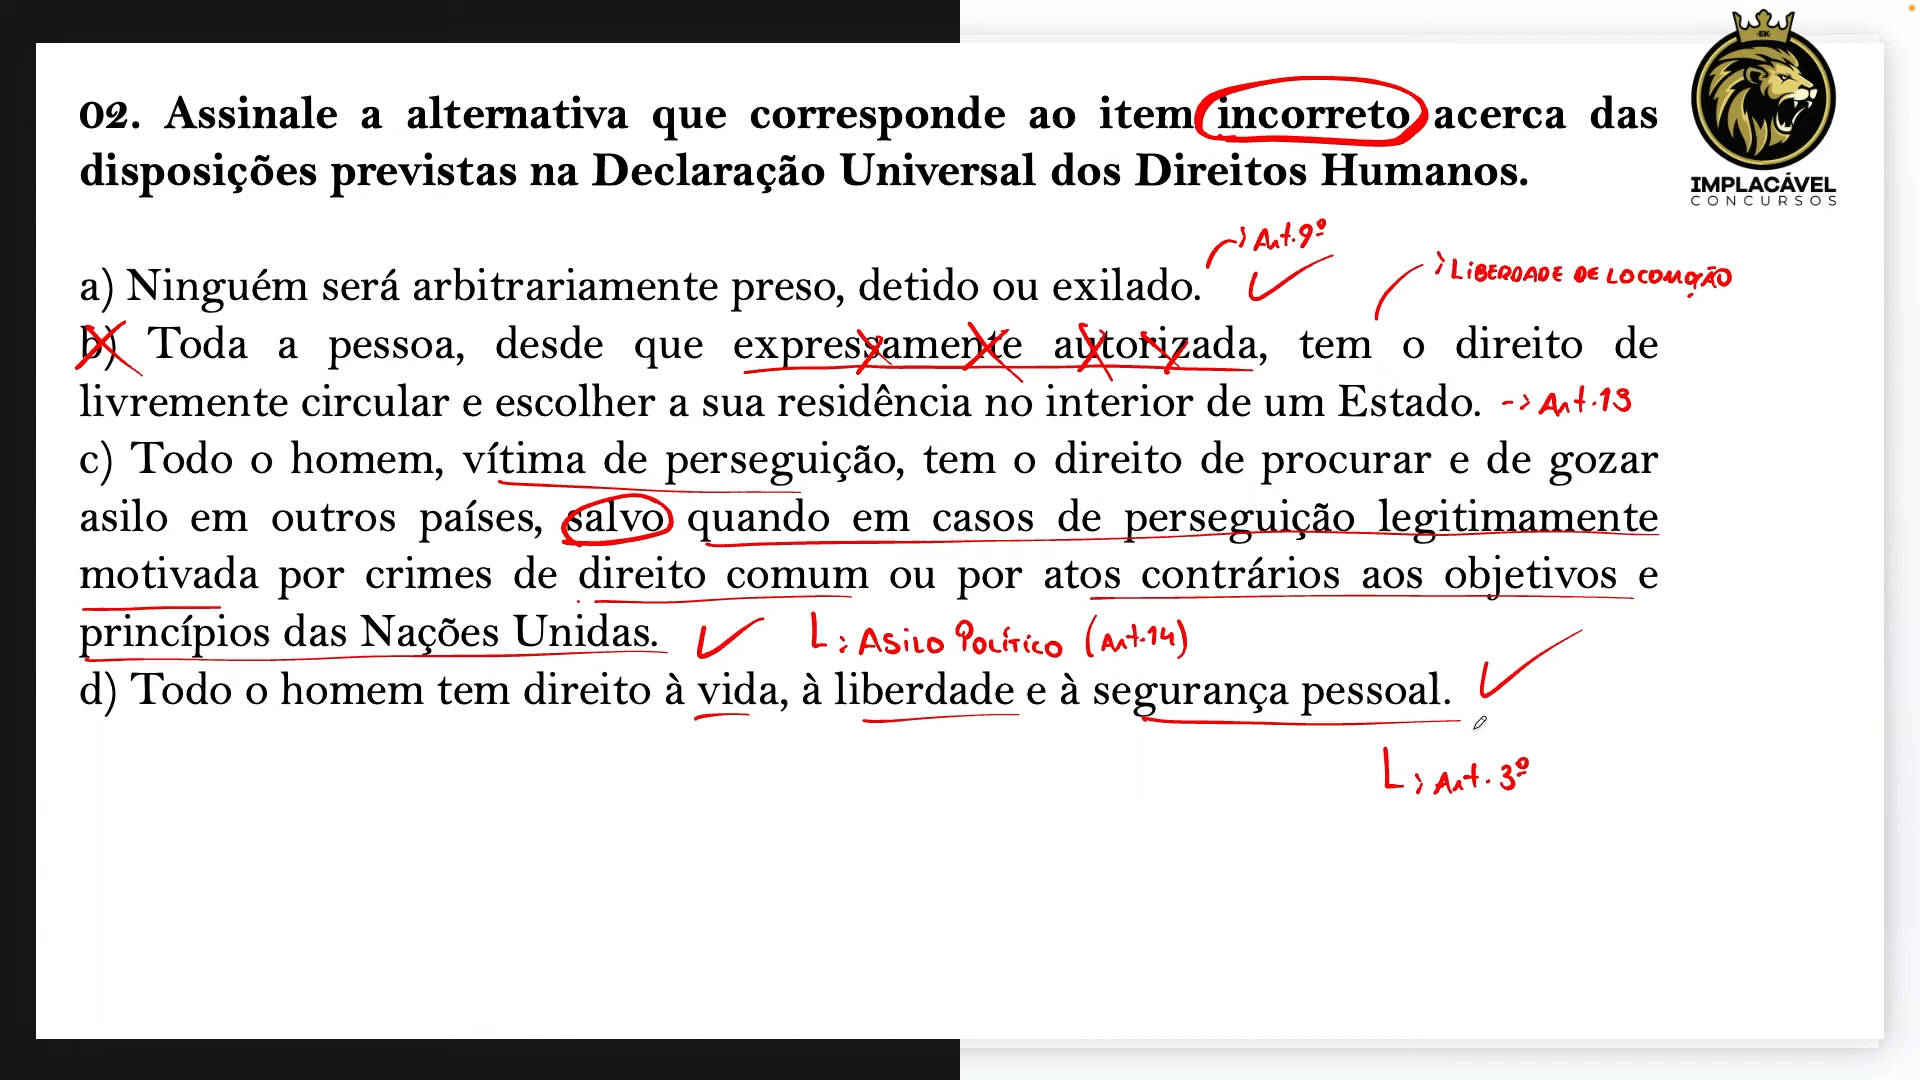 EK
IMPLACÁVEL
CONCURSOS
02. Assinale a alternativa que corresponde ao item incorreto acerca das
disposições previstas na Declaração Universal dos Direitos Humanos.
Art.9º
a) Ninguém será arbitrariamente preso, detido ou exilado.
LIBERDADE DE LOCOMOÇÃO
b) Toda a pessoa, desde que expressamente autorizada, tem o direito de
livremente circular e escolher a sua residência no interior de um Estado. -> Art.13
c) Todo o homem, vítima de perseguição, tem o direito de procurar e de gozar
asilo em outros países, salvo quando em casos de perseguição legitimamente
motivada por crimes de direito comum ou por atos contrários aos objetivos e
princípios das Nações Unidas. ASILO POLÍTICO (Art.14)
d) Todo o homem tem direito à vida, à liberdade e à segurança pessoal.
Art. 3º